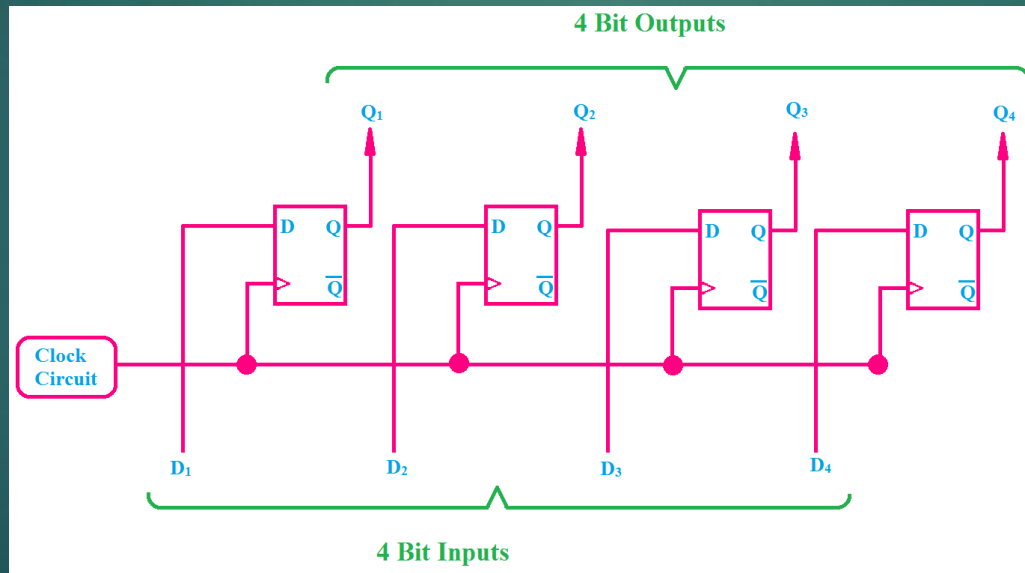 4 Bit Outputs
Q₁ Q₂ Q₃ Q₄
D Q D Q D Q D Q
Q̅ Q̅ Q̅ Q̅
Clock
Circuit
D₁ D₂ D₃ D₄
4 Bit Inputs